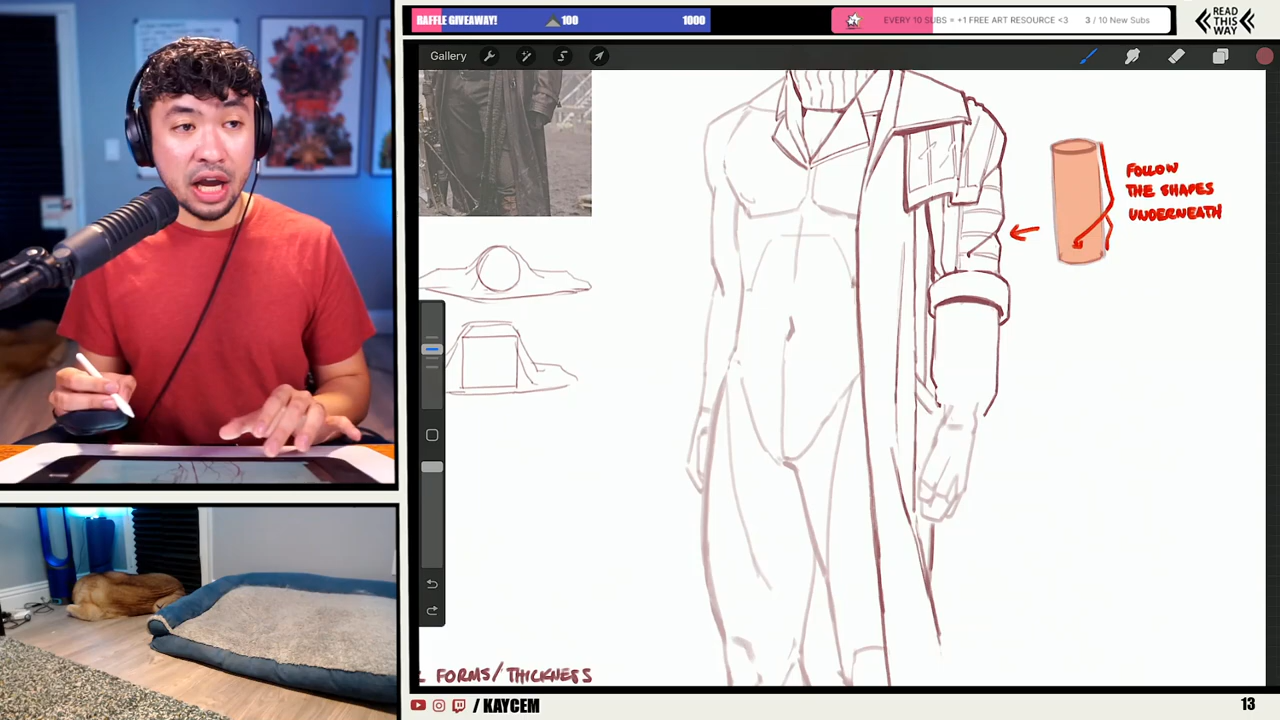 RAFFLE GIVEAWAY! 100 1000
EVERY 10 SUBS = +1 FREE ART RESOURCE <3 3 / 10 New Subs
READ
THIS
WAY
Gallery
FOLLOW
THE SHAPES
UNDERNEATH
FORMS/THICKNESS
/ KAYCEM
13